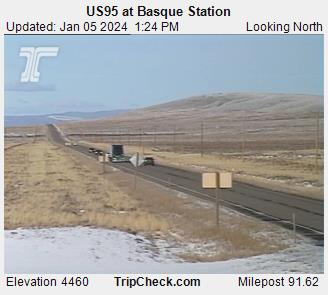 US95 at Basque Station
Updated: Jan 05 2024 1:24 PM Looking North
Elevation 4460 TripCheck.com Milepost 91.62